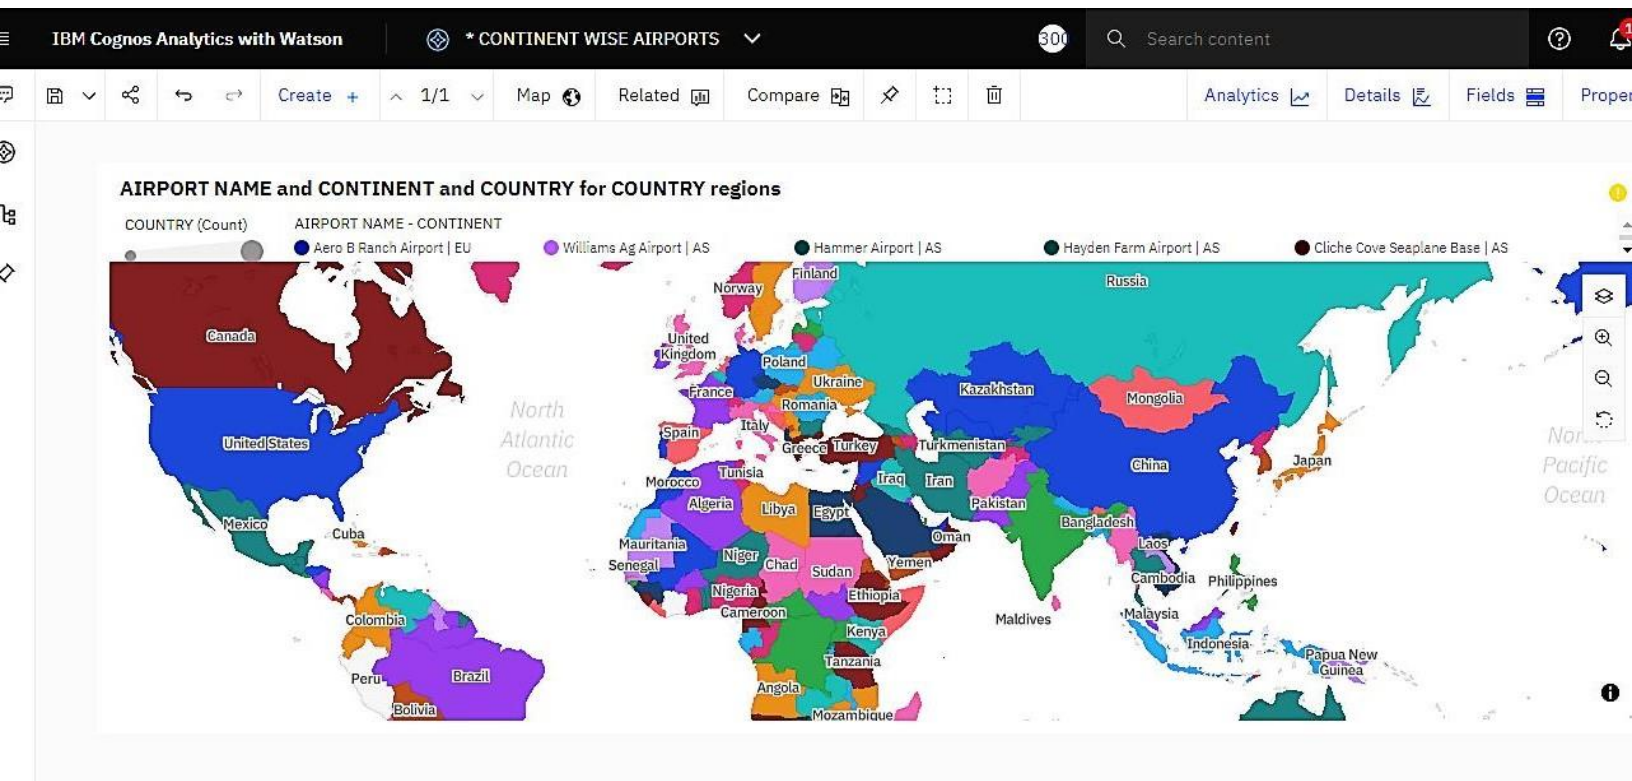 IBM Cognos Analytics with Watson
* CONTINENT WISE AIRPORTS
300
Search content
1
Create +
1/1
Map
Related
Compare
Analytics
Details
Fields
Proper
AIRPORT NAME and CONTINENT and COUNTRY for COUNTRY regions
COUNTRY (Count)
AIRPORT NAME - CONTINENT
Aero B Ranch Airport | EU
Williams Ag Airport | AS
Hammer Airport | AS
Hayden Farm Airport | AS
Cliche Cove Seaplane Base | AS
Finland
Russia
Norway
Canada
United
Kingdom
Poland
Ukraine
Kazakhstan
France
Mongolia
Romania
North
Atlantic
Ocean
Italy
Spain
United States
Greece
Turkey
Turkmenistan
North
Pacific
Ocean
China
Japan
Tunisia
Morocco
Iraq
Iran
Algeria
Libya
Egypt
Pakistan
Mexico
Bangladesh
Cuba
Oman
Mauritania
Laos
Niger
Senegal
Chad
Sudan
Yemen
Cambodia
Philippines
Nigeria
Ethiopia
Cameroon
Maldives
Malaysia
Colombia
Kenya
Indonesia
Papua New
Guinea
Tanzania
Peru
Brazil
Angola
Bolivia
Mozambique